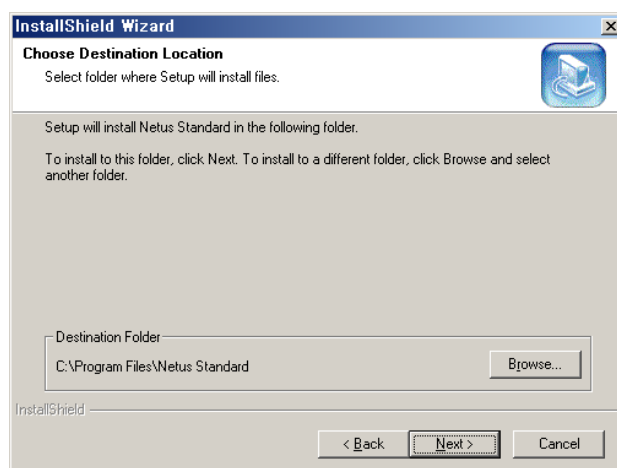 InstallShield Wizard
Choose Destination Location
Select folder where Setup will install files.
Setup will install Netus Standard in the following folder.
To install to this folder, click Next. To install to a different folder, click Browse and select
another folder.
Destination Folder
C:\Program Files\Netus Standard
Browse...
InstallShield
< Back
Next >
Cancel